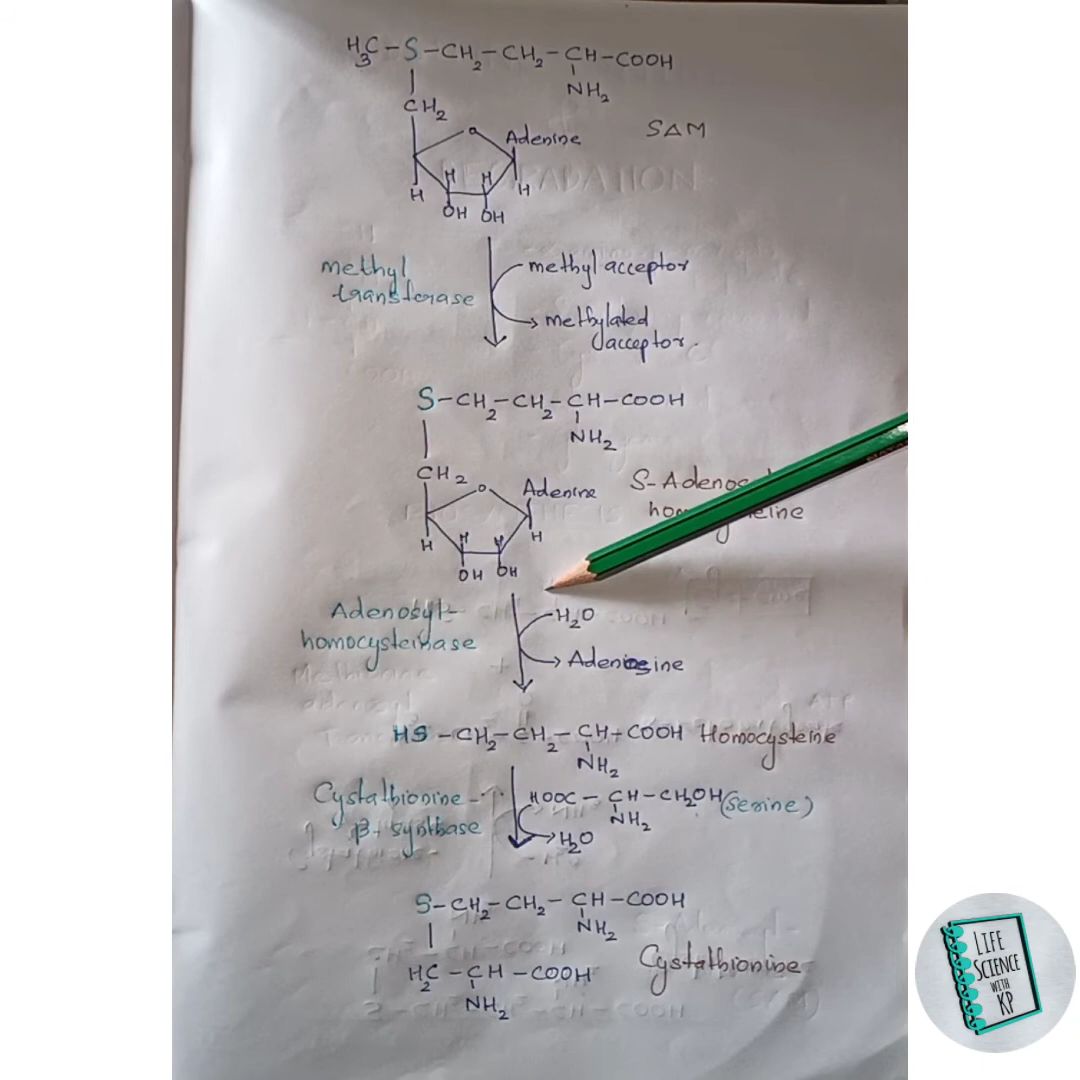 H3C-S-CH2-CH2-CH-COOH
NH2
CH2
O Adenine
SAM
H H H H
OH OH
methyl
transferase
methyl acceptor
methylated
acceptor.
S-CH2-CH2-CH-COOH
NH2
CH2
O Adenine
S-Adenos
H H H H
OH OH
Adenosyl-
homocysteinase
H2O
Adenosine
HS-CH2-CH2-CH-COOH Homocysteine
NH2
Cystathionine-
β-synthase
HOOC-CH-CH2OH (Serine)
NH2
H2O
S-CH2-CH2-CH-COOH
NH2
H2C-CH-COOH
NH2
Cystathionine
LIFE
SCIENCE
WITH
KP